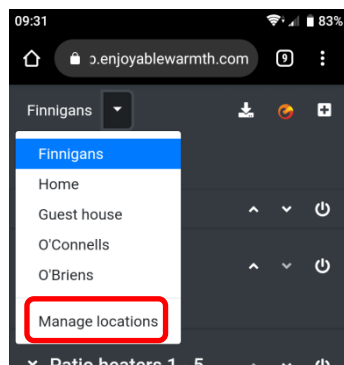 09:31 83%
ɔ.enjoyablewarmth.com 9
Finnigans
Finnigans
Home
Guest house
O'Connells
O'Briens
Manage locations
Patio heaters 1 - 5